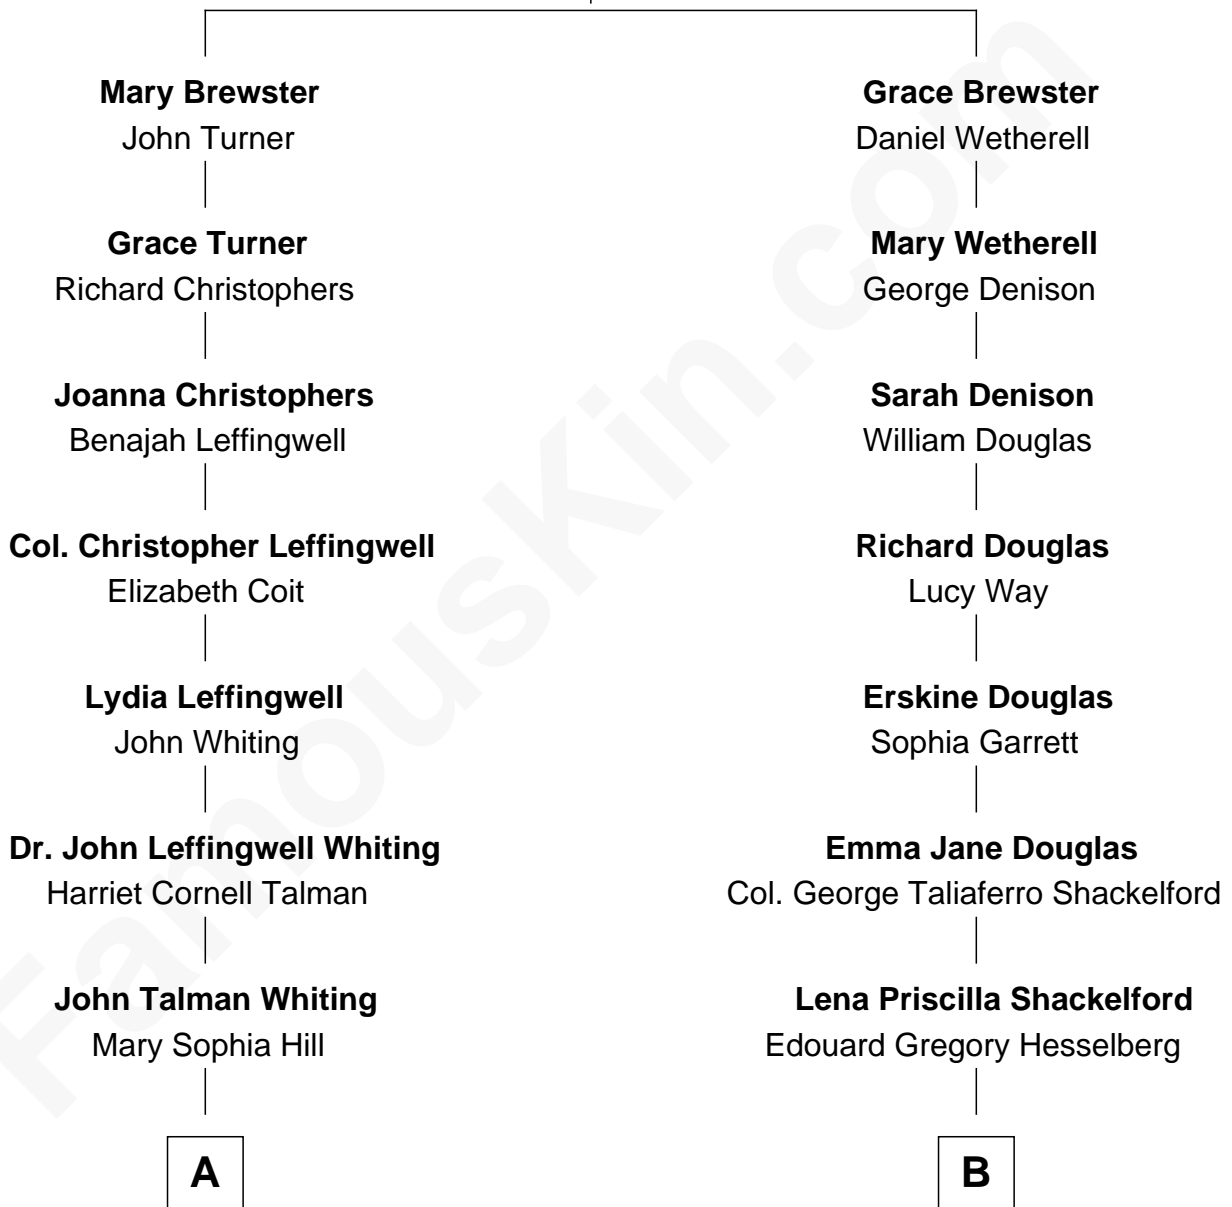 Mary Brewster
John Turner
Grace Turner
Richard Christophers
Joanna Christophers
Benajah Leffingwell
Col. Christopher Leffingwell
Elizabeth Coit
Lydia Leffingwell
John Whiting
Dr. John Leffingwell Whiting
Harriet Cornell Talman
John Talman Whiting
Mary Sophia Hill
A
Grace Brewster
Daniel Wetherell
Mary Wetherell
George Denison
Sarah Denison
William Douglas
Richard Douglas
Lucy Way
Erskine Douglas
Sophia Garrett
Emma Jane Douglas
Col. George Taliaferro Shackelford
Lena Priscilla Shackelford
Edouard Gregory Hesselberg
B
FamousKin.com